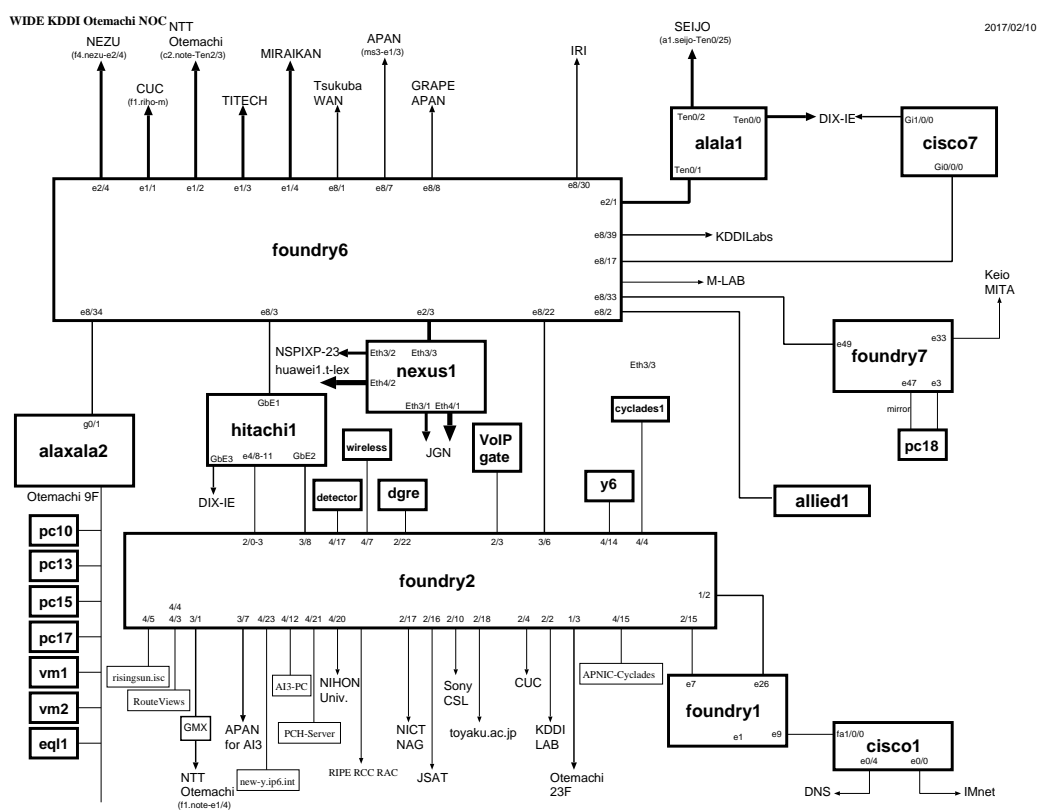 WIDE KDDI Otemachi NOC
2017/02/10
NEZU
(f4.nezu-e2/4)
NTT
Otemachi
(c2.note-Ten2/3)
CUC
(f1.riho-m)
TITECH
MIRAIKAN
Tsukuba
WAN
APAN
(ms3-e1/3)
GRAPE
APAN
IRI
SEIJO
(a1.seijo-Ten0/25)
Ten0/2
Ten0/0
alala1
Ten0/1
DIX-IE
Gi1/0/0
cisco7
Gi0/0/0
e2/4
e1/1
e1/2
e1/3
e1/4
e8/1
e8/7
e8/8
e8/30
e2/1
foundry6
e8/39
KDDILabs
e8/17
M-LAB
e8/33
e8/2
e8/34
e8/3
e2/3
e8/22
Keio
MITA
e49
e33
foundry7
e47
e3
mirror
pc18
NSPIXP-23
Eth3/2
Eth3/3
huawei1.t-lex
Eth4/2
nexus1
Eth3/1
Eth4/1
JGN
Eth3/3
cyclades1
GbE1
hitachi1
GbE3
e4/8-11
GbE2
DIX-IE
g0/1
alaxala2
Otemachi 9F
wireless
detector
dgre
VoIP
gate
y6
allied1
pc10
pc13
pc15
pc17
vm1
vm2
eql1
2/0-3
3/8
4/17
4/7
2/22
2/3
3/6
4/14
4/4
foundry2
1/2
4/5
4/4
4/3
3/1
3/7
4/23
4/12
4/21
4/20
2/17
2/16
2/10
2/18
2/4
2/2
1/3
4/15
2/15
risingsun.isc
RouteViews
GMX
NTT
Otemachi
(f1.note-e1/4)
APAN
for AI3
new-y.ip6.int
AI3-PC
PCH-Server
NIHON
Univ.
RIPE RCC RAC
NICT
NAG
JSAT
Sony
CSL
toyaku.ac.jp
CUC
KDDI
LAB
Otemachi
23F
APNIC-Cyclades
e7
e26
foundry1
e1
e9
fa1/0/0
cisco1
e0/4
e0/0
DNS
IMnet